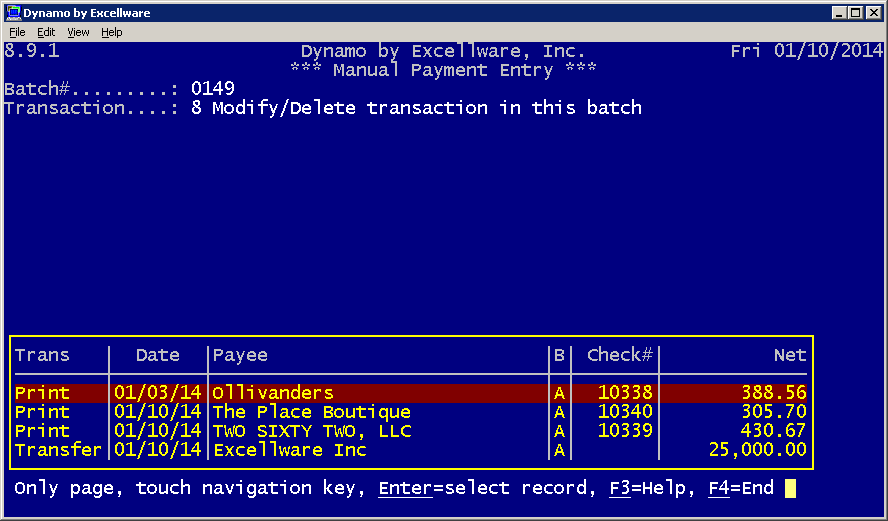 Dynamo by Excellware
File Edit View Help
8.9.1 Dynamo by Excellware, Inc. Fri 01/10/2014
*** Manual Payment Entry ***
Batch#.........: 0149
Transaction....: 8 Modify/Delete transaction in this batch
Trans Date Payee B Check# Net
Print 01/03/14 Ollivanders A 10338 388.56
Print 01/10/14 The Place Boutique A 10340 305.70
Print 01/10/14 TWO SIXTY TWO, LLC A 10339 430.67
Transfer 01/10/14 Excellware Inc A 25,000.00
Only page, touch navigation key, Enter=select record, F3=Help, F4=End